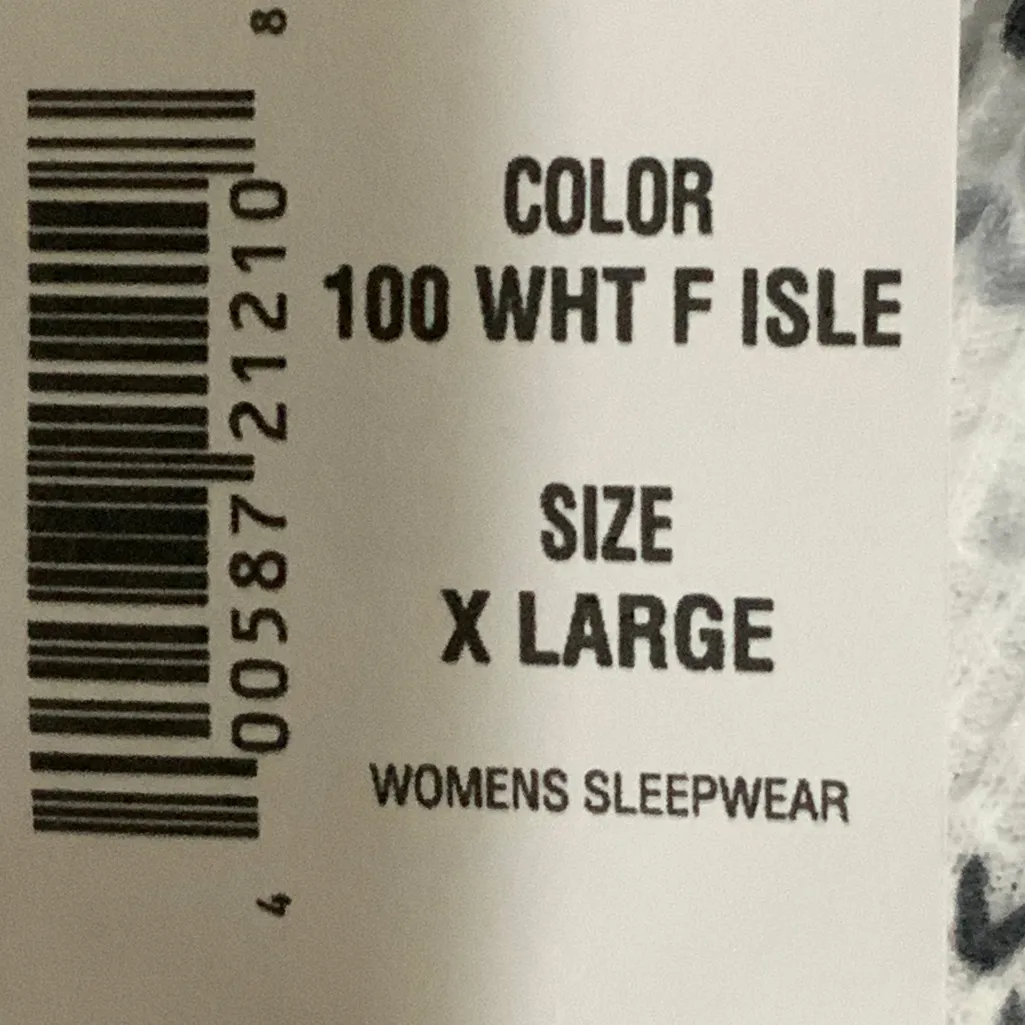 COLOR
100 WHT F ISLE
SIZE
X LARGE
WOMENS SLEEPWEAR
4 00587 21210 8